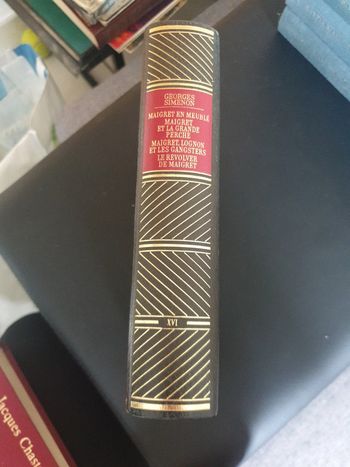 GEORGES
SIMENON
MAIGRET EN MEUBLÉ
MAIGRET
ET LA GRANDE
PERCHE
MAIGRET, LOGNON
ET LES GANGSTERS
LE REVOLVER
DE MAIGRET
XVI
Jacques Chast